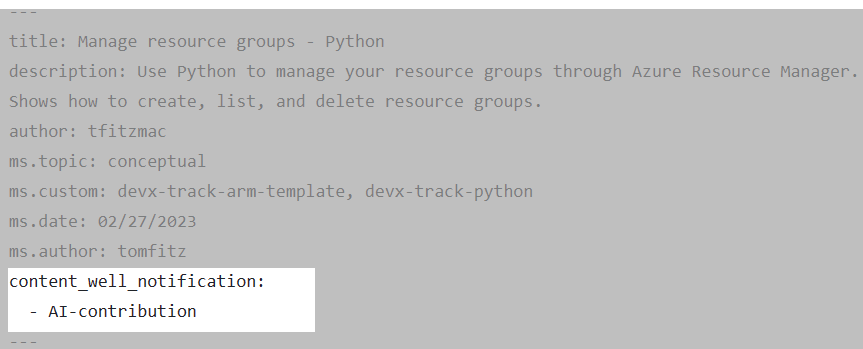 ---
title: Manage resource groups - Python
description: Use Python to manage your resource groups through Azure Resource Manager.
Shows how to create, list, and delete resource groups.
author: tfitzmac
ms.topic: conceptual
ms.custom: devx-track-arm-template, devx-track-python
ms.date: 02/27/2023
ms.author: tomfitz
content_well_notification:
  - AI-contribution
---